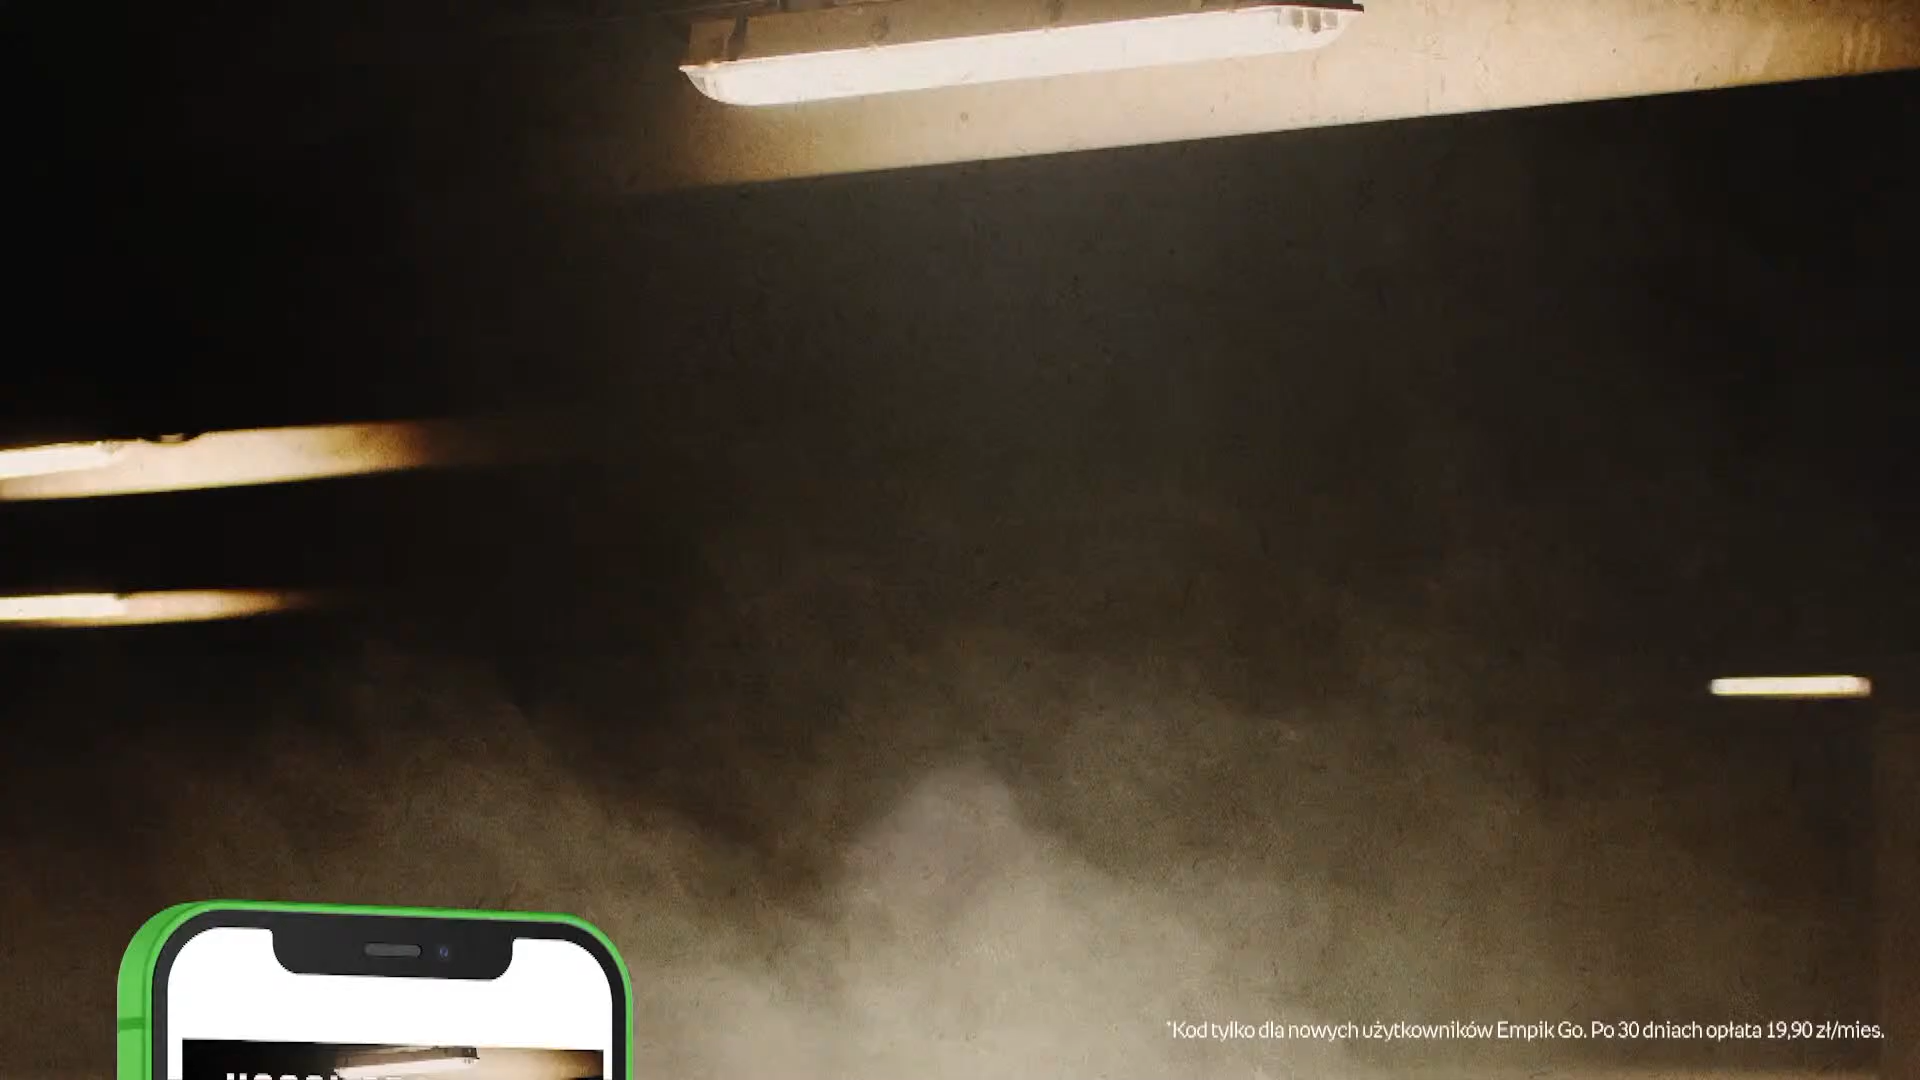 *Kod tylko dla nowych użytkowników Empik Go. Po 30 dniach opłata 19,90 zł/mies.